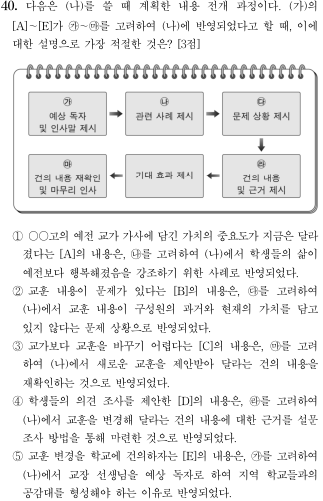 40. 다음은 (나)를 쓸 때 계획한 내용 전개 과정이다. (가)의
[A]~[E]가 ㉮~㉲를 고려하여 (나)에 반영되었다고 할 때, 이에
대한 설명으로 가장 적절한 것은? [3점]
㉮
예상 독자
및 인사말 제시
㉯
관련 사례 제시
㉰
문제 상황 제시
㉲
건의 내용 재확인
및 마무리 인사
기대 효과 제시
㉱
건의 내용
및 근거 제시
① ○○고의 예전 교가 가사에 담긴 가치의 중요도가 지금은 달라
졌다는 [A]의 내용은, ㉯를 고려하여 (나)에서 학생들의 삶이
예전보다 행복해졌음을 강조하기 위한 사례로 반영되었다.
② 교훈 내용이 문제가 있다는 [B]의 내용은, ㉰를 고려하여
(나)에서 교훈 내용이 구성원의 과거와 현재의 가치를 담고
있지 않다는 문제 상황으로 반영되었다.
③ 교가보다 교훈을 바꾸기 어렵다는 [C]의 내용은, ㉲를 고려
하여 (나)에서 새로운 교훈을 제안받아 달라는 건의 내용을
재확인하는 것으로 반영되었다.
④ 학생들의 의견 조사를 제안한 [D]의 내용은, ㉱를 고려하여
(나)에서 교훈을 변경해 달라는 건의 내용에 대한 근거를 설문
조사 방법을 통해 마련한 것으로 반영되었다.
⑤ 교훈 변경을 학교에 건의하자는 [E]의 내용은, ㉮를 고려하여
(나)에서 교장 선생님을 예상 독자로 하여 지역 학교들과의
공감대를 형성해야 하는 이유로 반영되었다.